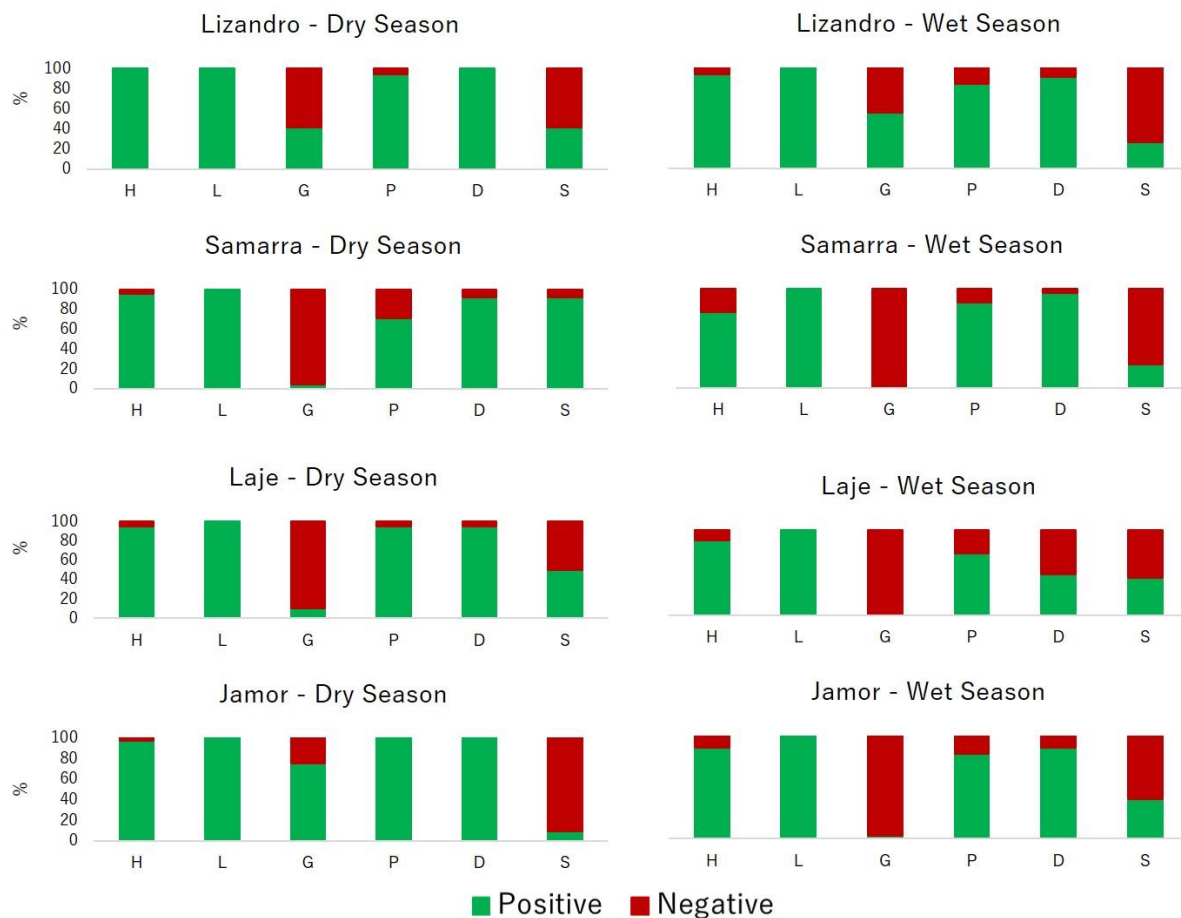 Lizandro - Dry Season
Lizandro - Wet Season
%
100
80
60
40
20
0
H L G P D S
H L G P D S
Samarra - Dry Season
Samarra - Wet Season
%
100
80
60
40
20
0
H L G P D S
H L G P D S
Laje - Dry Season
Laje - Wet Season
%
100
80
60
40
20
0
H L G P D S
H L G P D S
Jamor - Dry Season
Jamor - Wet Season
%
100
80
60
40
20
0
H L G P D S
H L G P D S
Positive Negative